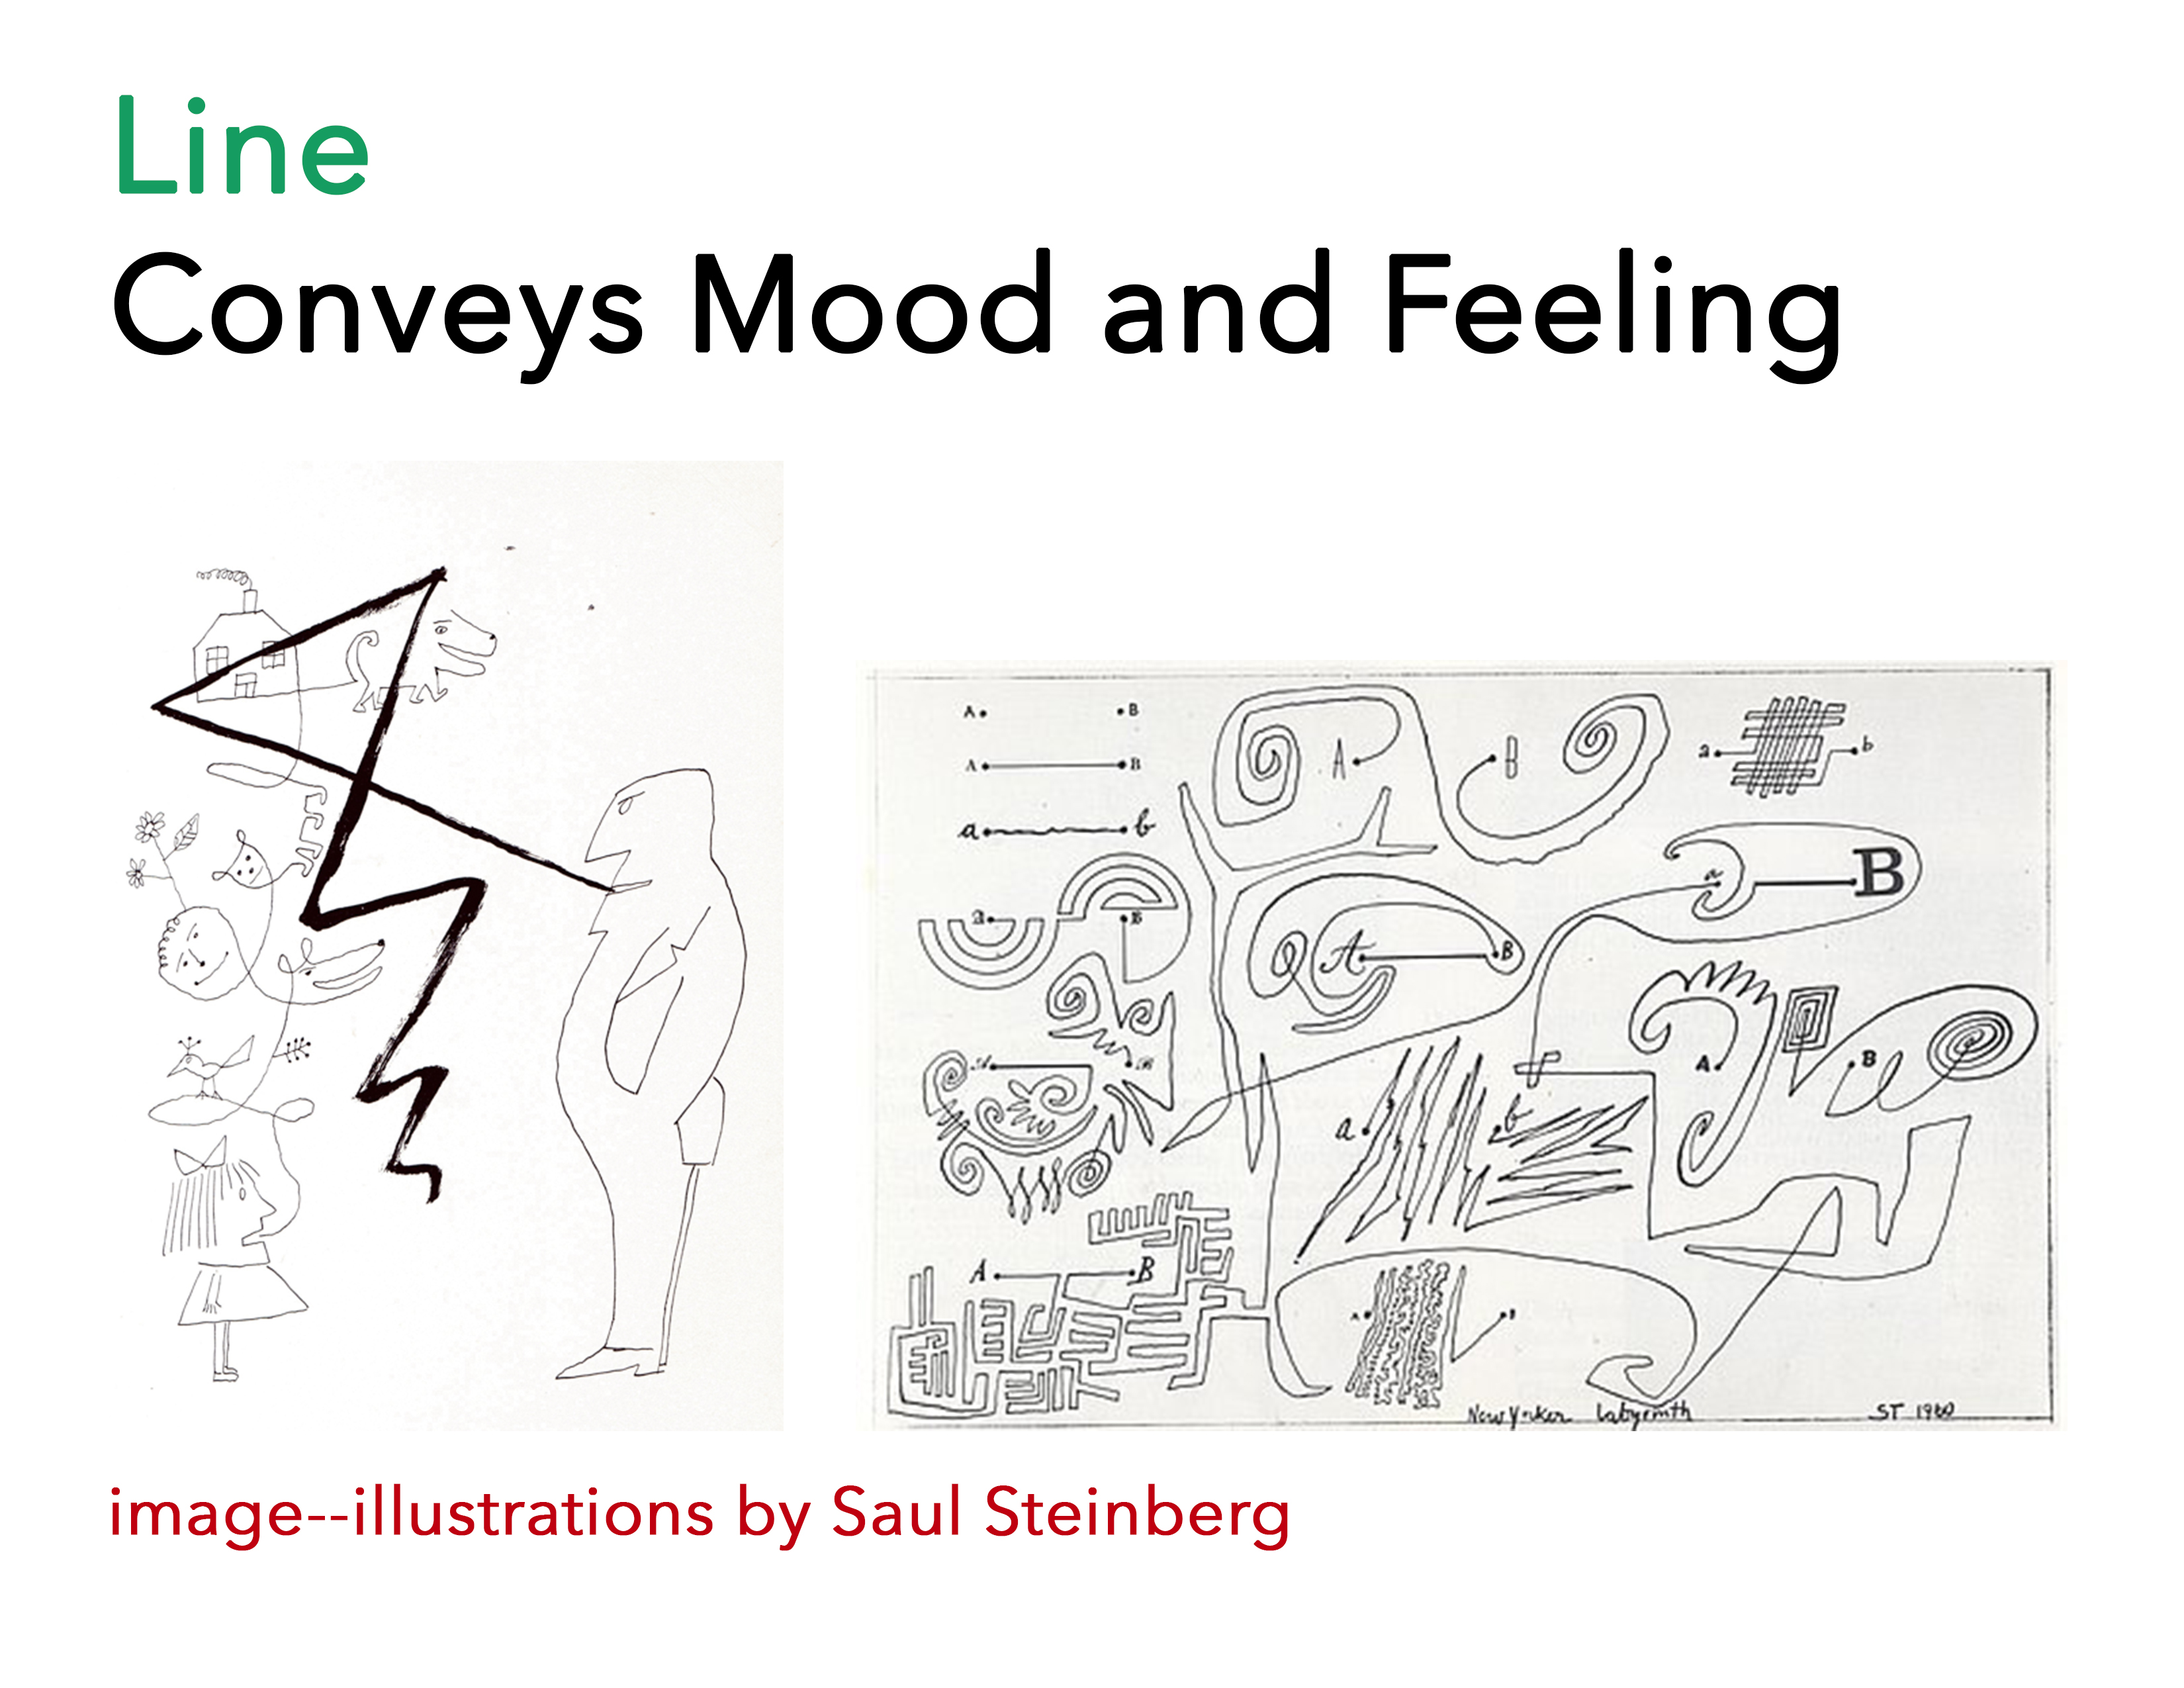 Line
Conveys Mood and Feeling
A B
A B
a b
A B
a b
a B
a B
A B
A B
A B
a b
A B
New Yorker Labyrinth
ST 1960
image--illustrations by Saul Steinberg